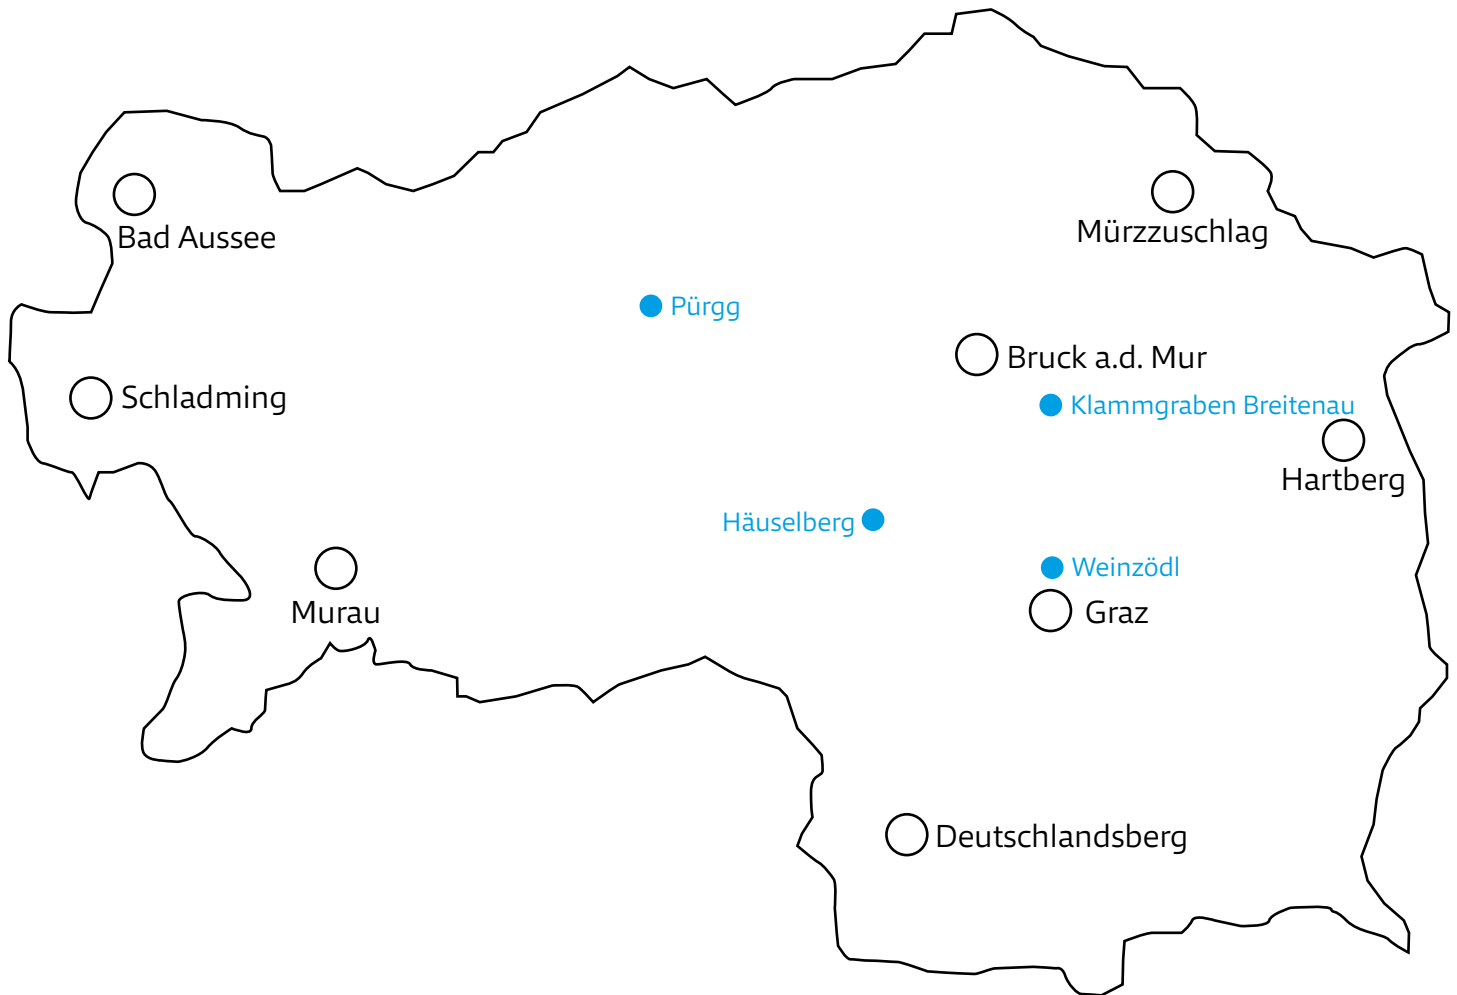 Mürzzuschlag
Bad Aussee
Pürgg
Bruck a.d. Mur
Schladming
Klammgraben Breitenau
Hartberg
Häuselberg
Weinzödl
Murau
Graz
Deutschlandsberg